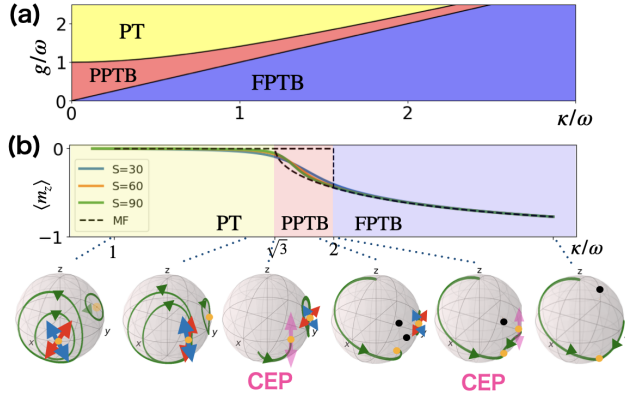 (a)
PT
PPTB
FPTB
g/ω
2
1
0
0
1
2
κ/ω
(b)
⟨m_z⟩
0
−1
S=30
S=60
S=90
MF
PT
PPTB
FPTB
1
√3
2
κ/ω
z
z
z
z
z
z
x
y
x
x
x
y
x
x
CEP
CEP